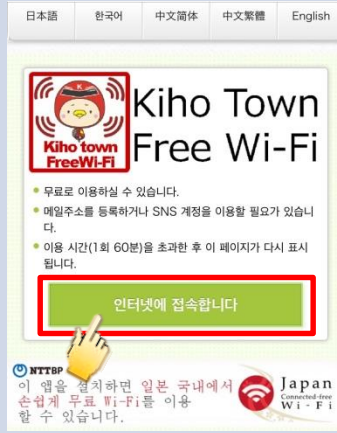 日本語 한국어 中文简体 中文繁體 English
Kiho Town
Free Wi-Fi
Kiho town
FreeWi-Fi
무료로 이용하실 수 있습니다.
메일주소를 등록하거나 SNS 계정을 이용할 필요가 있습니
다.
이용 시간(1회 60분)을 초과한 후 이 페이지가 다시 표시
됩니다.
인터넷에 접속합니다
NTTBP
이 앱을 설치하면 일본 국내에서
손쉽게 무료 Wi-Fi를 이용
할 수 있습니다.
Japan
Connected-free
Wi-Fi